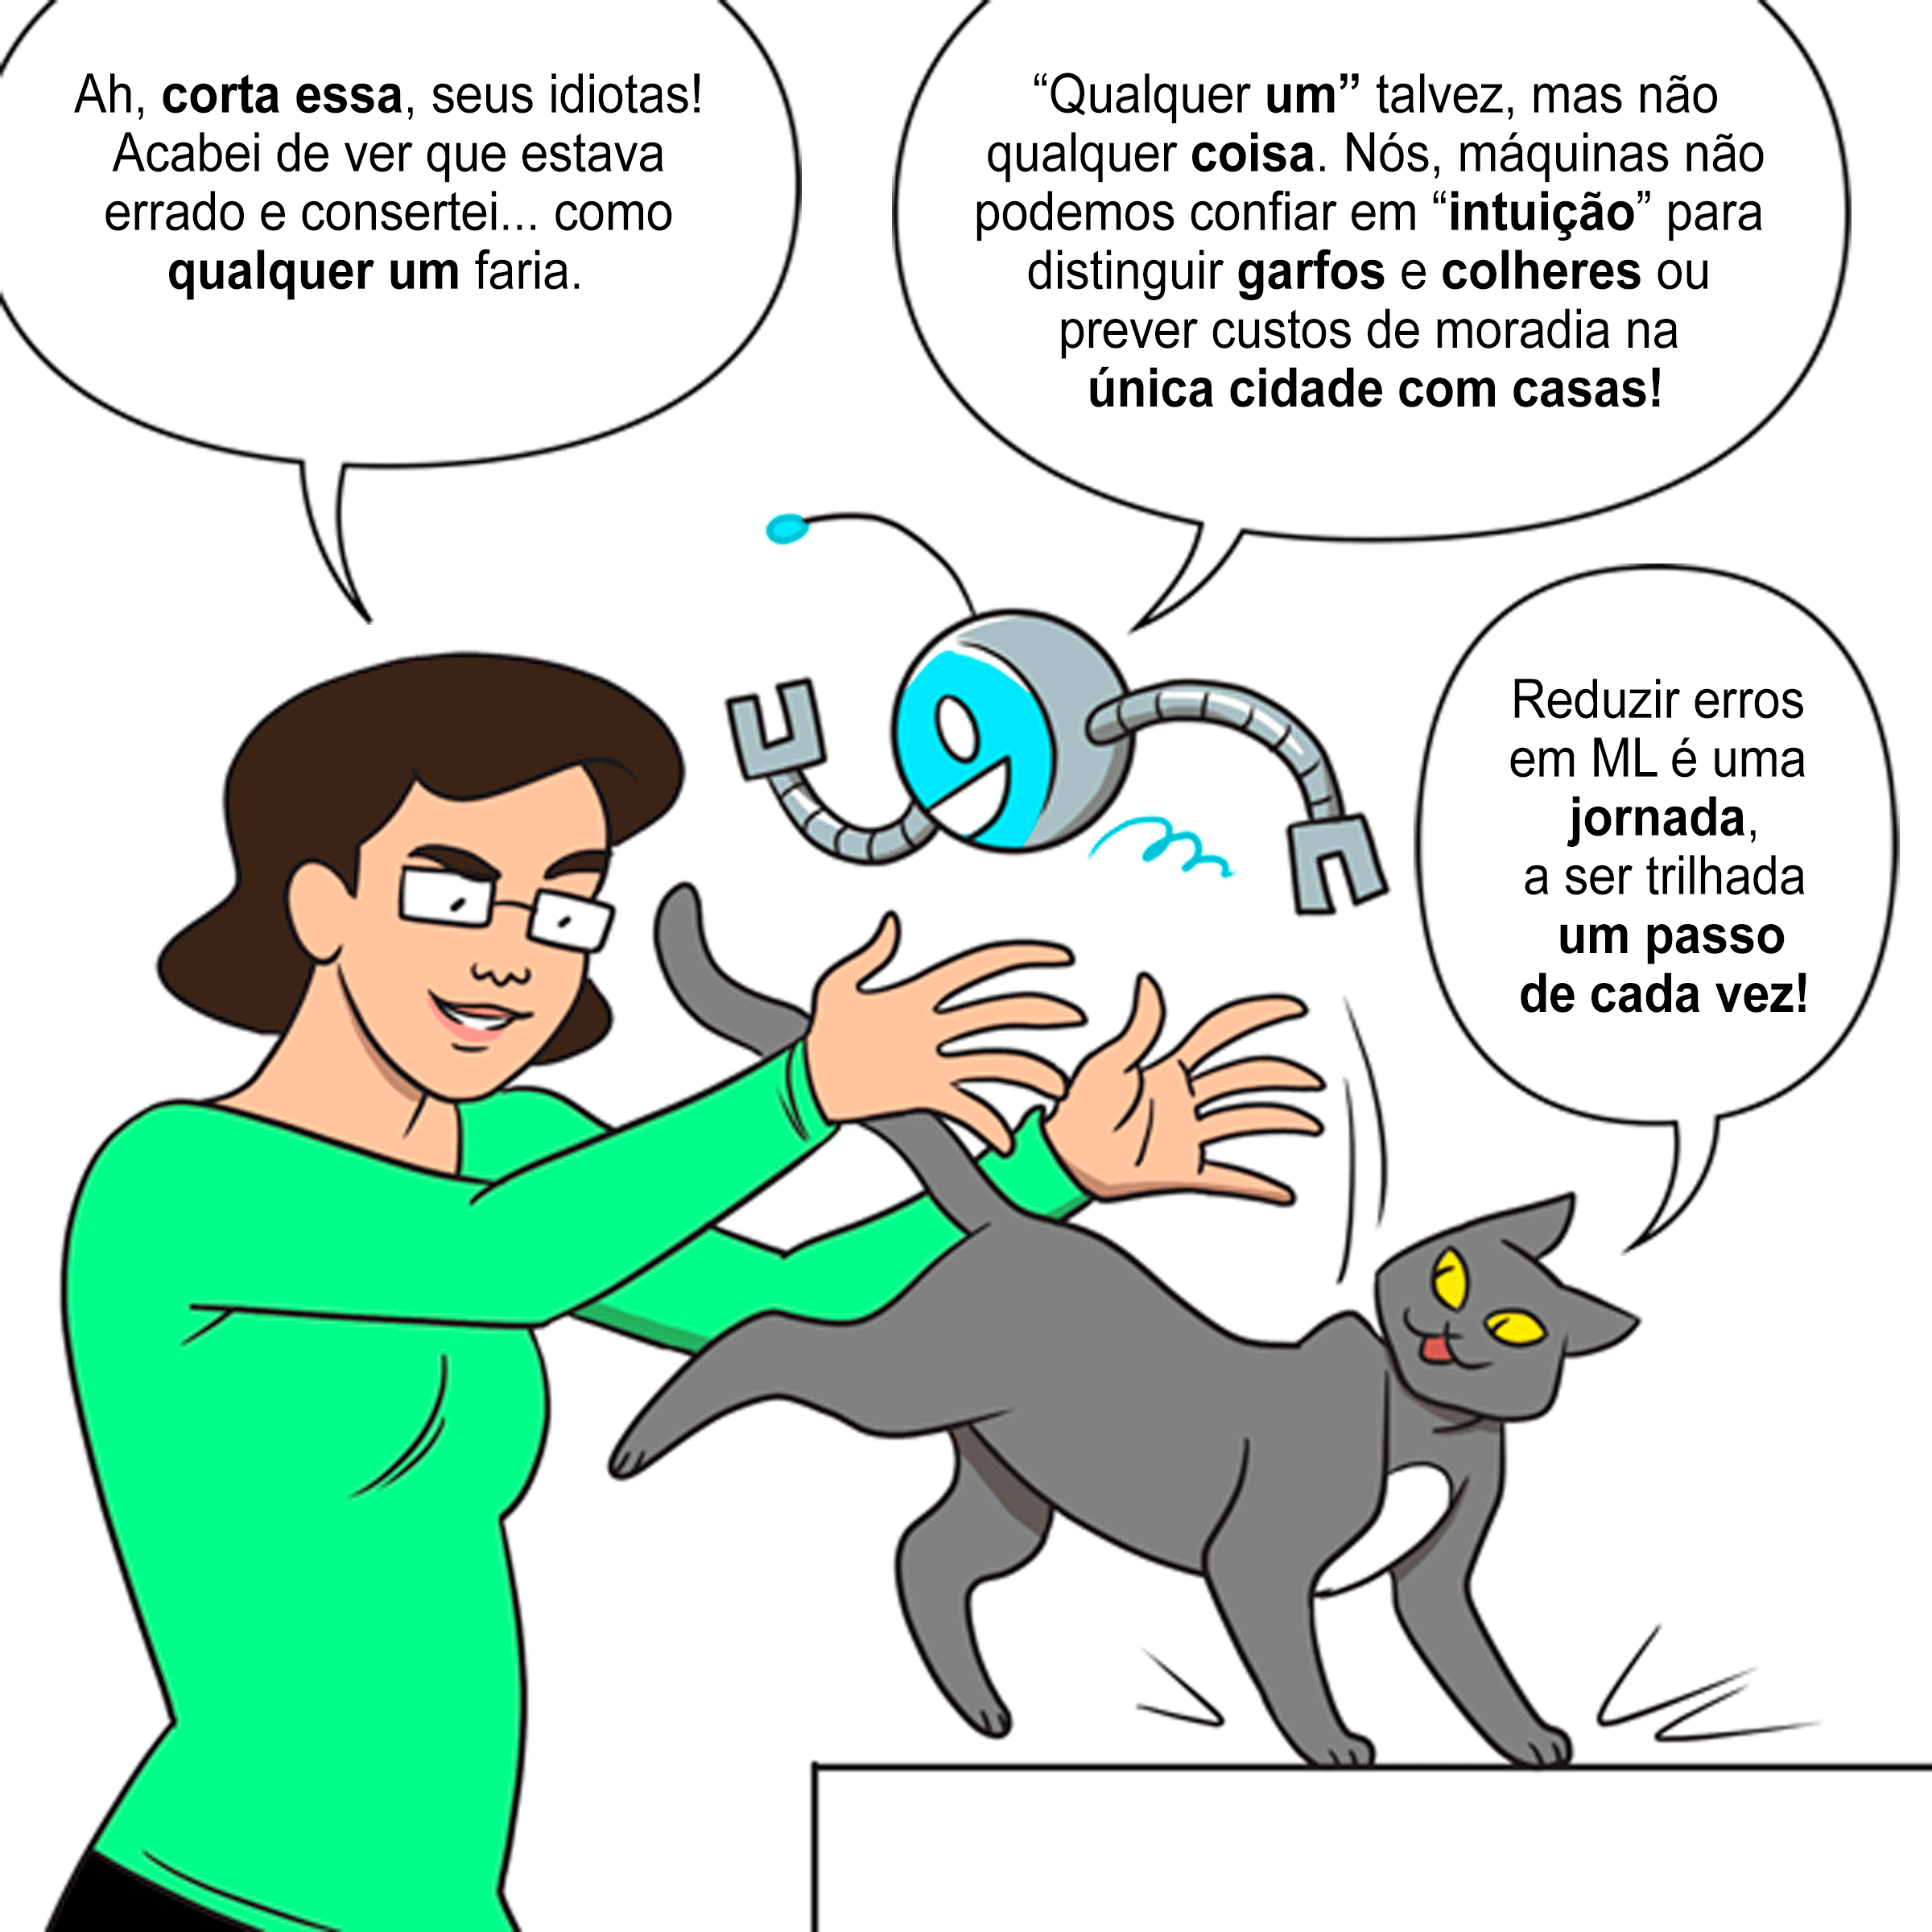 Ah, corta essa, seus idiotas!
Acabei de ver que estava
errado e consertei... como
qualquer um faria.
“Qualquer um” talvez, mas não
qualquer coisa. Nós, máquinas não
podemos confiar em “intuição” para
distinguir garfos e colheres ou
prever custos de moradia na
única cidade com casas!
Reduzir erros
em ML é uma
jornada,
a ser trilhada
um passo
de cada vez!